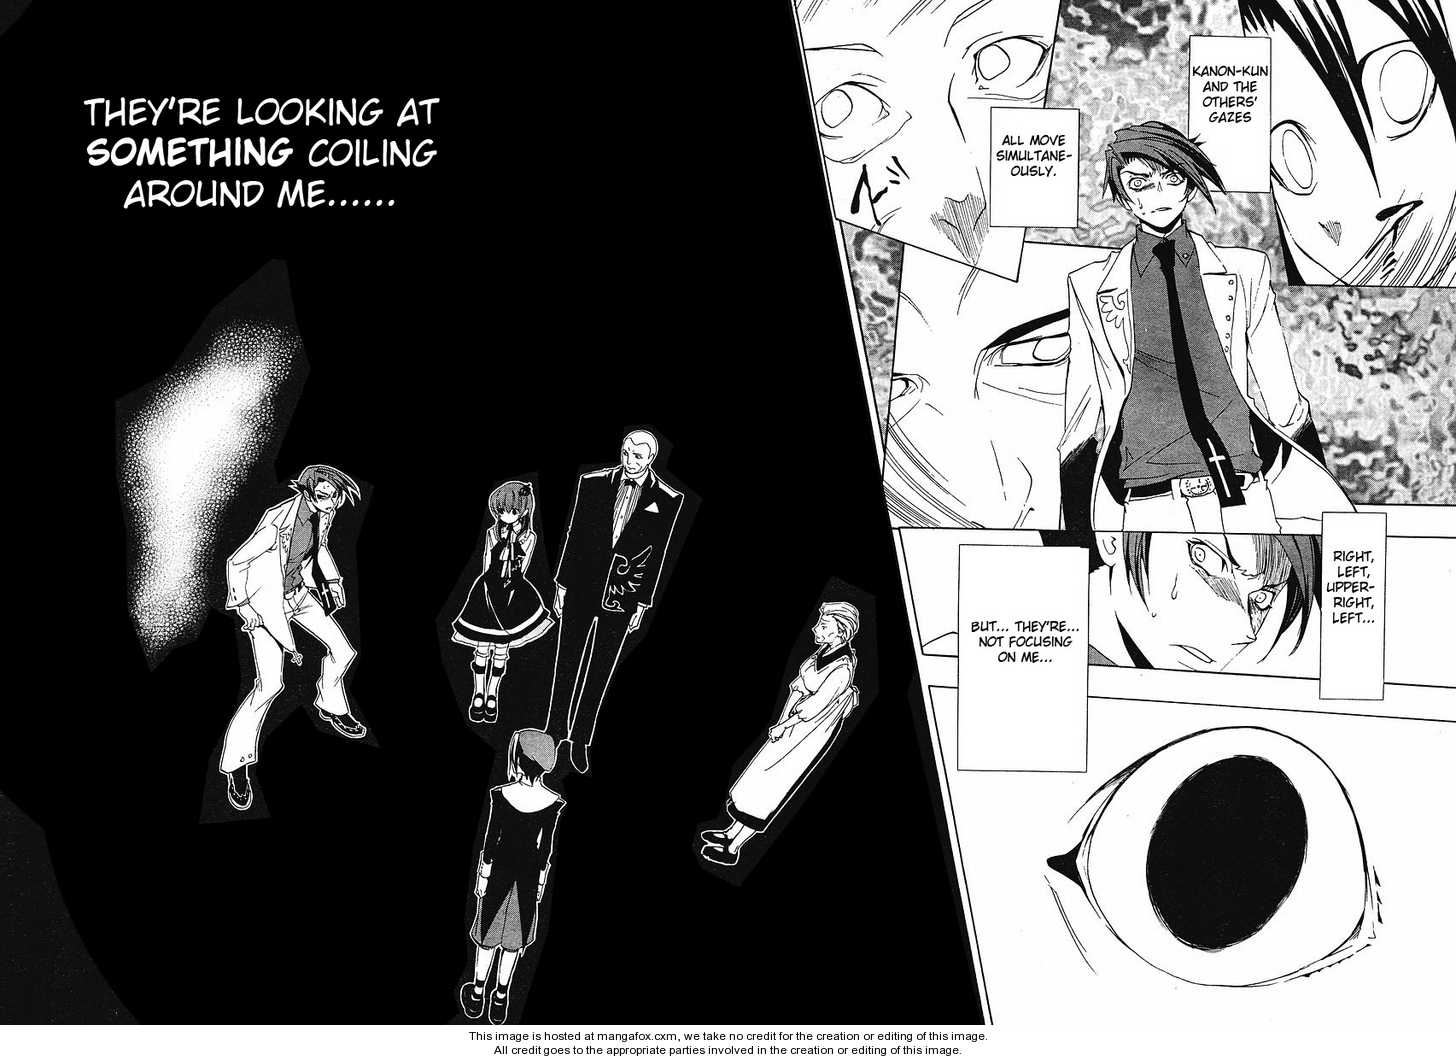 KANON-KUN
AND THE
OTHERS'
GAZES
ALL MOVE
SIMULTANE-
OUSLY.
RIGHT,
LEFT,
UPPER-
RIGHT,
LEFT...
BUT... THEY'RE...
NOT FOCUSING
ON ME...
THEY'RE LOOKING AT
SOMETHING COILING
AROUND ME......
This image is hosted at mangafox.cxm, we take no credit for the creation or editing of this image.
All credit goes to the appropriate parties involved in the creation or editing of this image.